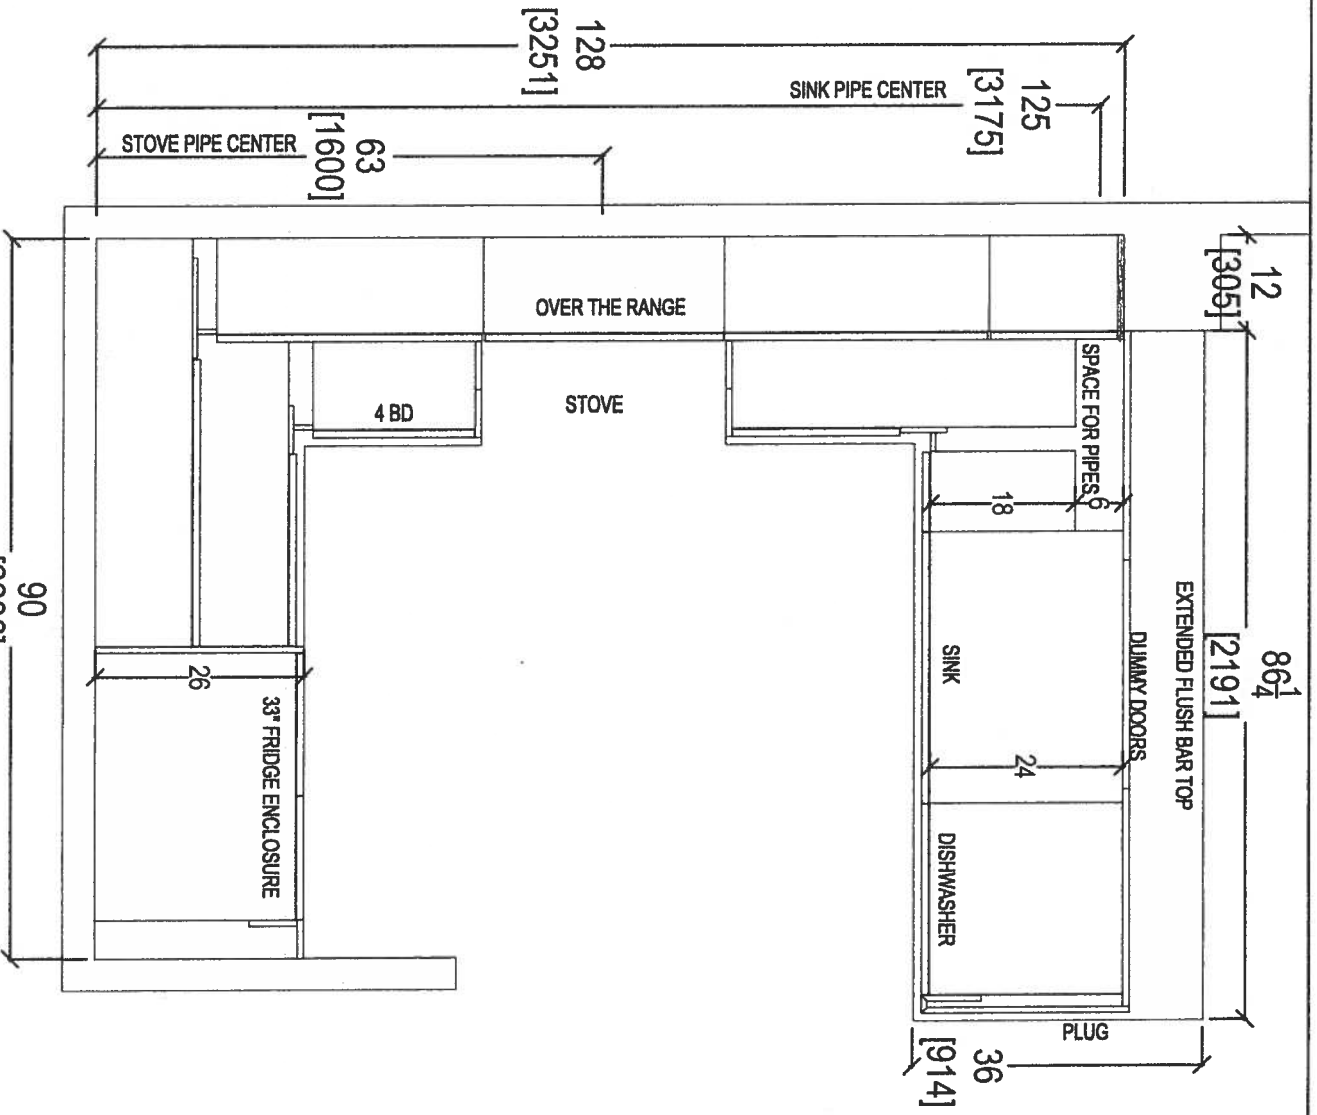 128
[3251]
SINK PIPE CENTER
125
[3175]
STOVE PIPE CENTER
63
[1600]
12
[305]
OVER THE RANGE
STOVE
4 BD
SPACE FOR PIPES
6
18
86 1/4
[2191]
EXTENDED FLUSH BAR TOP
DUMMY DOORS
SINK
24
DISHWASHER
26
33" FRIDGE ENCLOSURE
90
PLUG
36
[914]